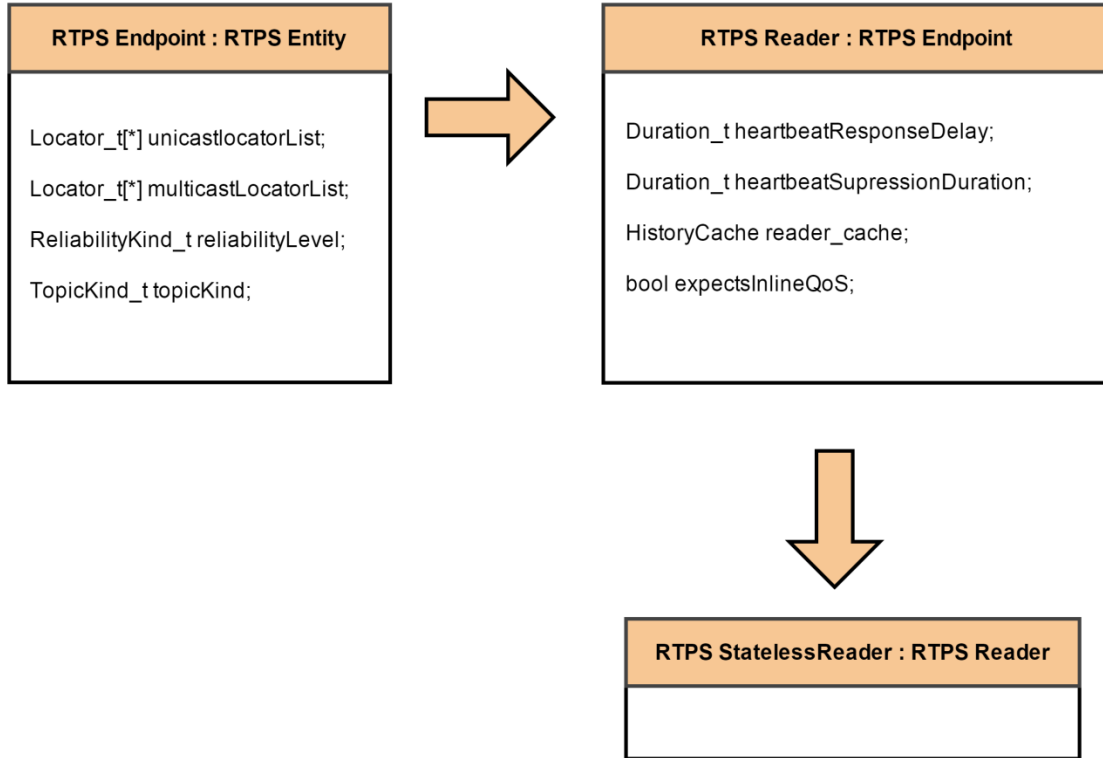 RTPS Endpoint : RTPS Entity
Locator_t[*] unicastlocatorList;
Locator_t[*] multicastLocatorList;
ReliabilityKind_t reliabilityLevel;
TopicKind_t topicKind;
RTPS Reader : RTPS Endpoint
Duration_t heartbeatResponseDelay;
Duration_t heartbeatSupressionDuration;
HistoryCache reader_cache;
bool expectsInlineQoS;
RTPS StatelessReader : RTPS Reader